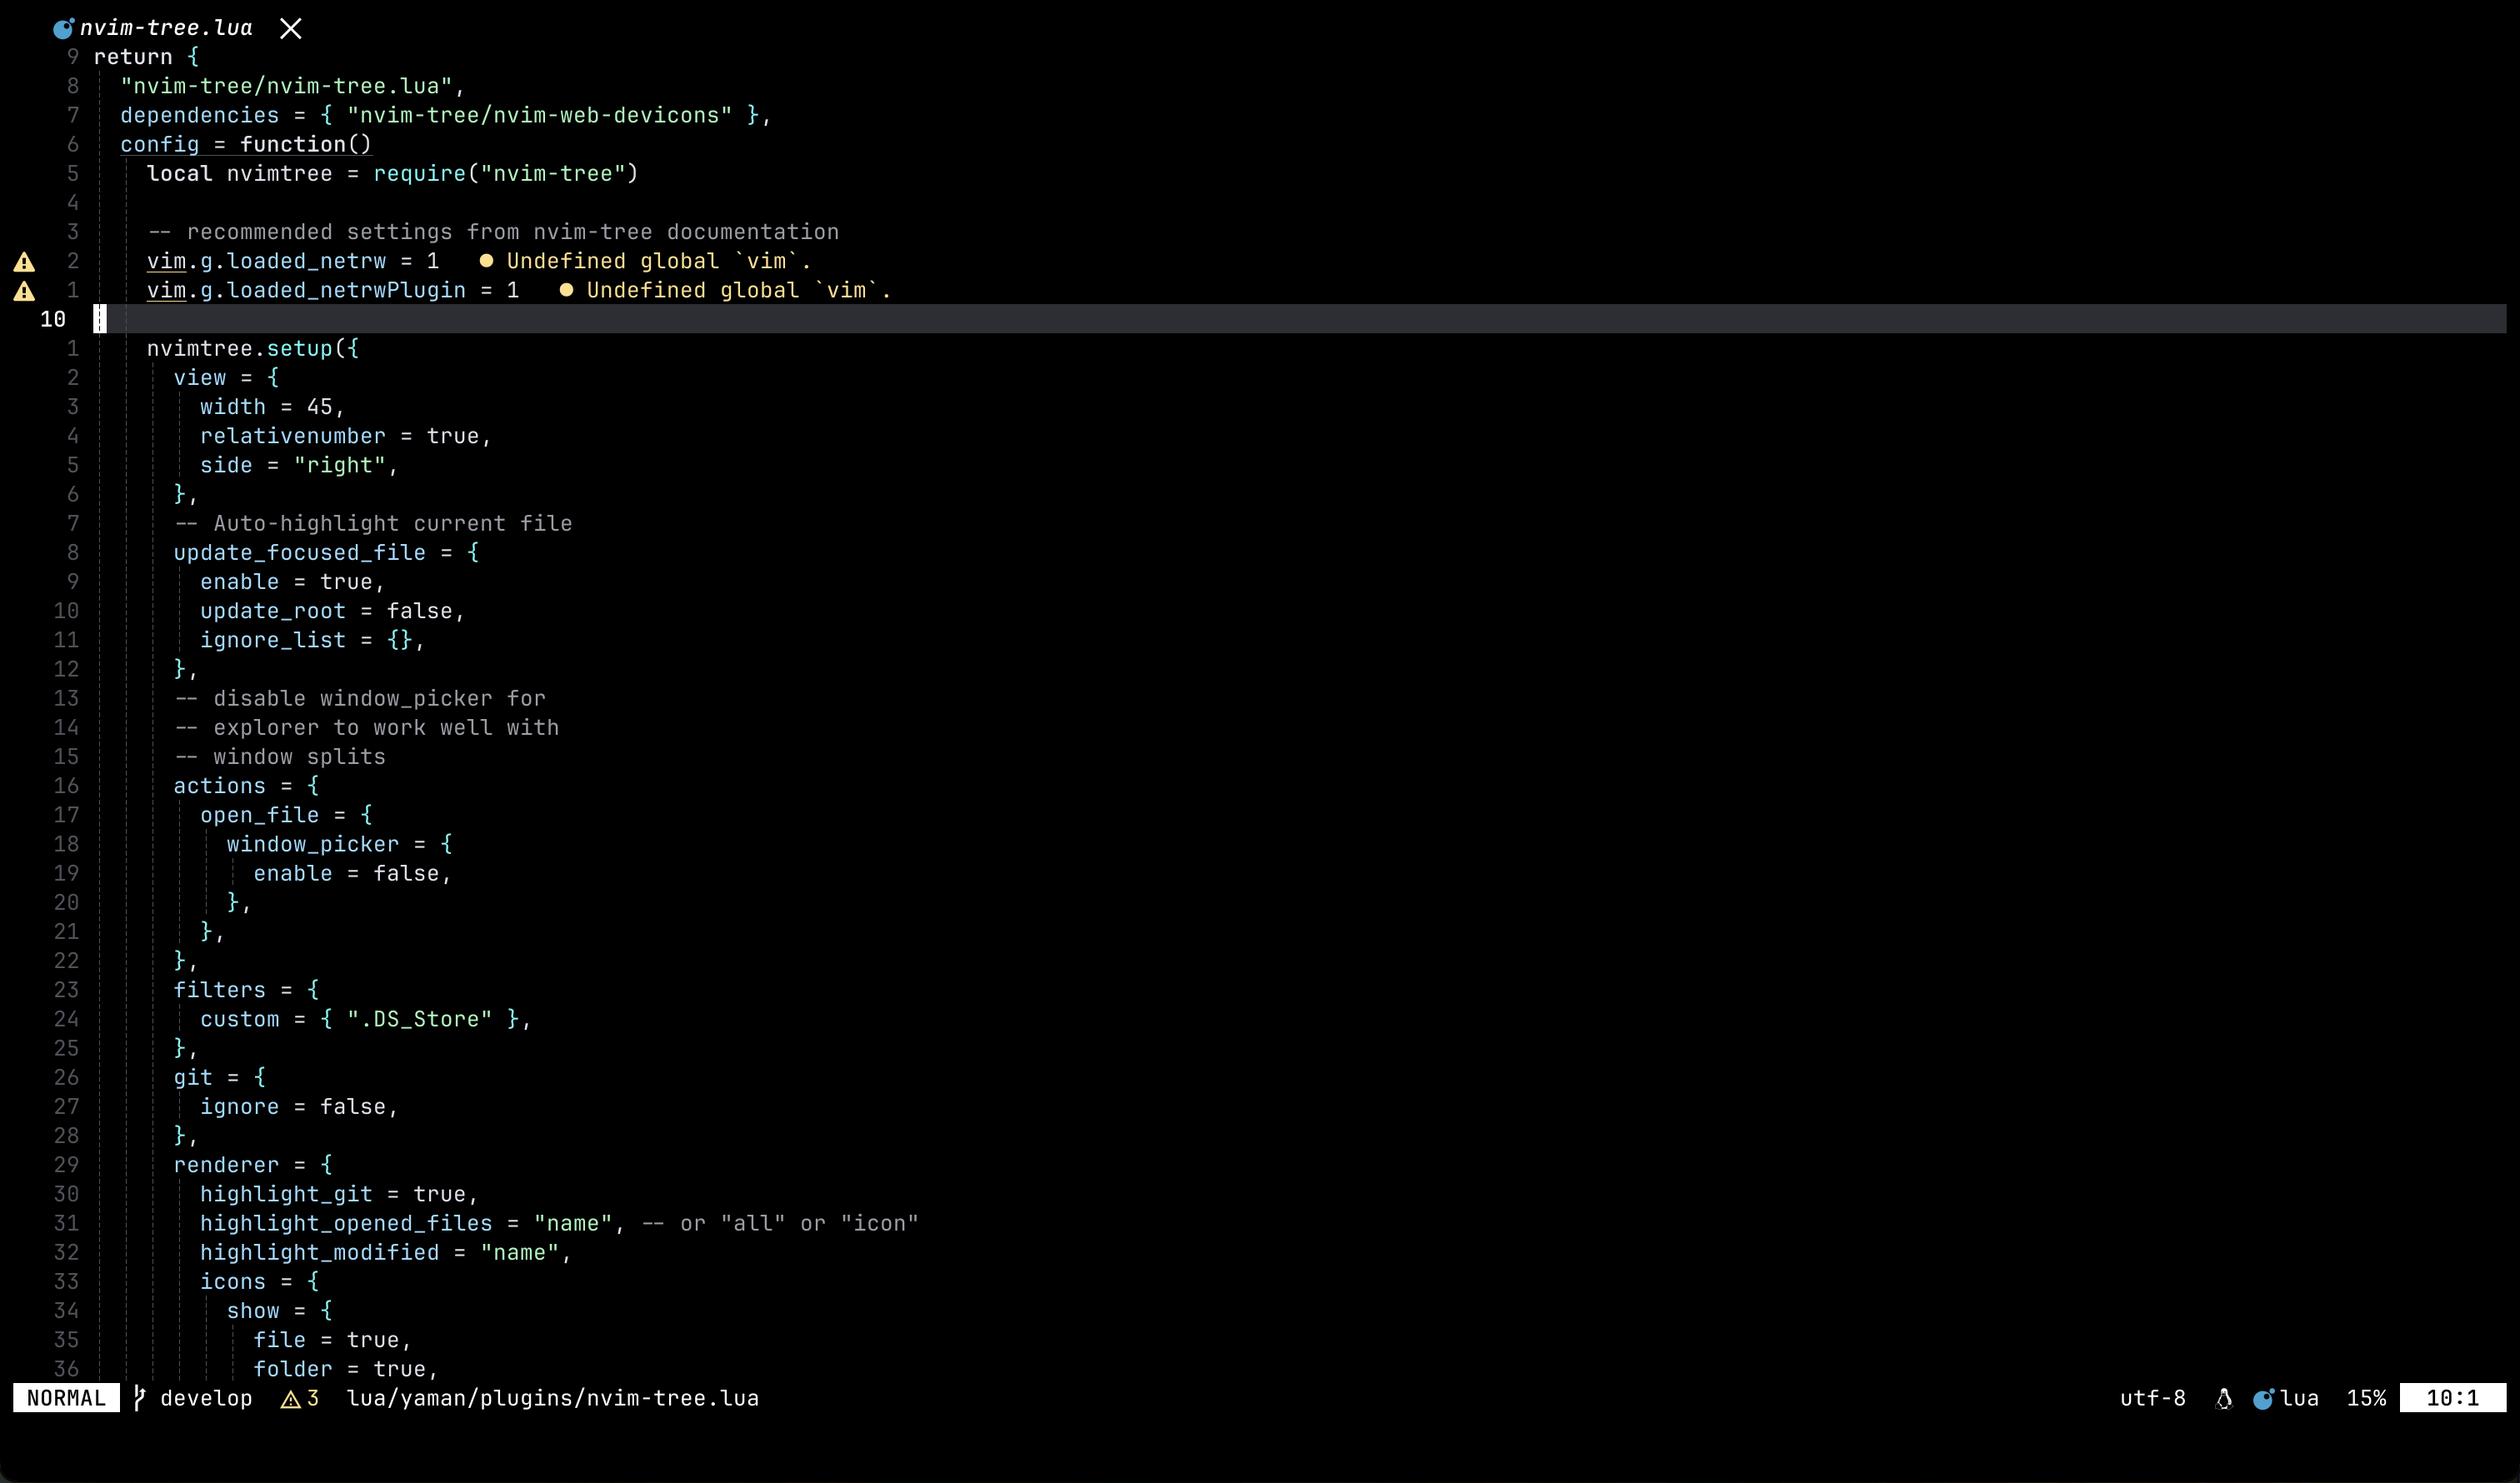 nvim-tree.lua
9 return {
8   "nvim-tree/nvim-tree.lua",
7   dependencies = { "nvim-tree/nvim-web-devicons" },
6   config = function()
5     local nvimtree = require("nvim-tree")
4
3     -- recommended settings from nvim-tree documentation
2     vim.g.loaded_netrw = 1   ● Undefined global `vim`.
1     vim.g.loaded_netrwPlugin = 1   ● Undefined global `vim`.
10
1     nvimtree.setup({
2       view = {
3         width = 45,
4         relativenumber = true,
5         side = "right",
6       },
7       -- Auto-highlight current file
8       update_focused_file = {
9         enable = true,
10         update_root = false,
11         ignore_list = {},
12       },
13       -- disable window_picker for
14       -- explorer to work well with
15       -- window splits
16       actions = {
17         open_file = {
18           window_picker = {
19             enable = false,
20           },
21         },
22       },
23       filters = {
24         custom = { ".DS_Store" },
25       },
26       git = {
27         ignore = false,
28       },
29       renderer = {
30         highlight_git = true,
31         highlight_opened_files = "name", -- or "all" or "icon"
32         highlight_modified = "name",
33         icons = {
34           show = {
35             file = true,
36             folder = true,
NORMAL develop 3 lua/yaman/plugins/nvim-tree.lua utf-8 lua 15% 10:1